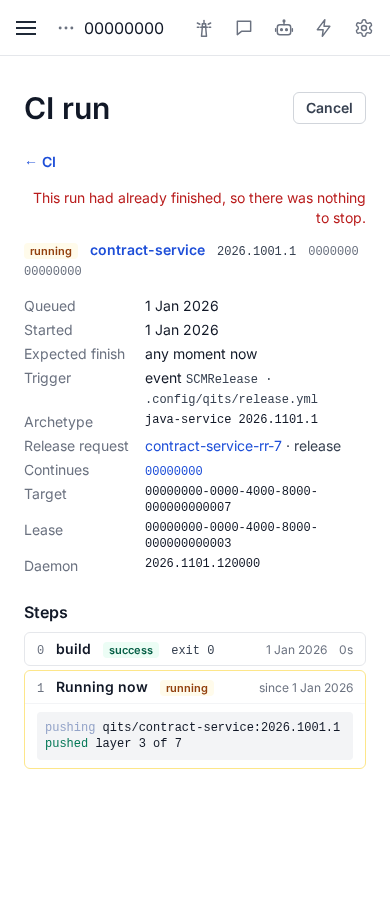 ··· 00000000
CI run
Cancel
← CI
This run had already finished, so there was nothing
to stop.
running contract-service 2026.1001.1 0000000
00000000
Queued 1 Jan 2026
Started 1 Jan 2026
Expected finish any moment now
Trigger event SCMRelease ·
.config/qits/release.yml
Archetype java-service 2026.1101.1
Release request contract-service-rr-7 · release
Continues 00000000
Target 00000000-0000-4000-8000-
000000000007
Lease 00000000-0000-4000-8000-
000000000003
Daemon 2026.1101.120000
Steps
0 build success exit 0 1 Jan 2026 0s
1 Running now running since 1 Jan 2026
pushing qits/contract-service:2026.1001.1
pushed layer 3 of 7